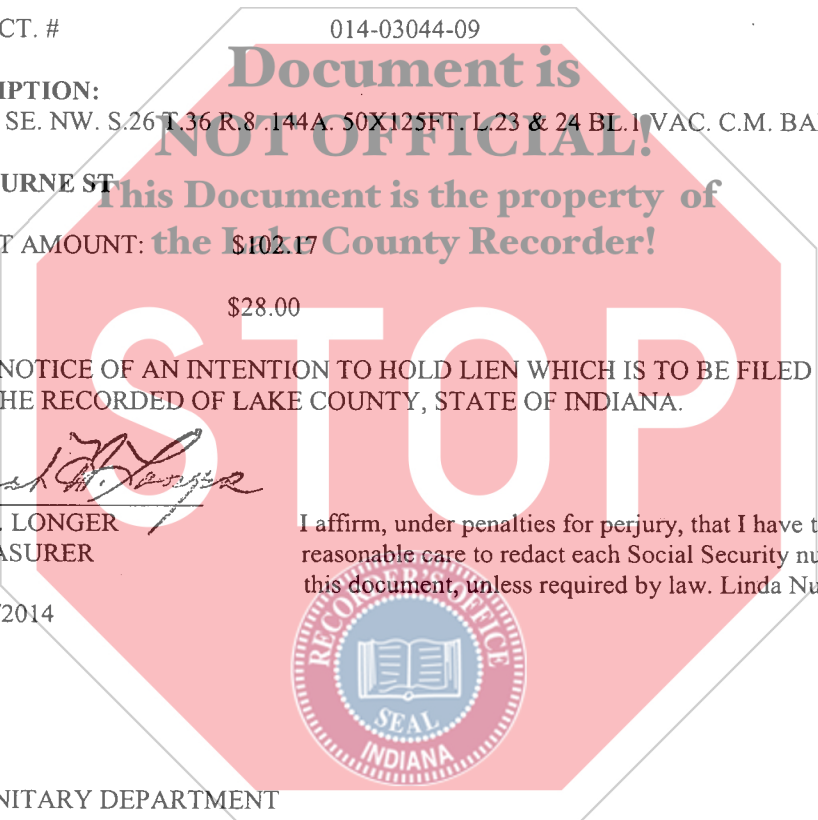 CT. # 014-03044-09
Document is
IPTION:
SE. NW. S.26 T.36 R.8 .144A. 50X125FT. L.23 & 24 BL.1 VAC. C.M. BA
NOT OFFICIAL!
URNE ST
This Document is the property of
T AMOUNT: $102.17
the Lake County Recorder!
$28.00
STOP
NOTICE OF AN INTENTION TO HOLD LIEN WHICH IS TO BE FILED
HE RECORDED OF LAKE COUNTY, STATE OF INDIANA.
. LONGER
ASURER
I affirm, under penalties for perjury, that I have t
reasonable care to redact each Social Security nu
this document, unless required by law. Linda Nu
/2014
RECORDER'S OFFICE
SEAL
INDIANA
NITARY DEPARTMENT